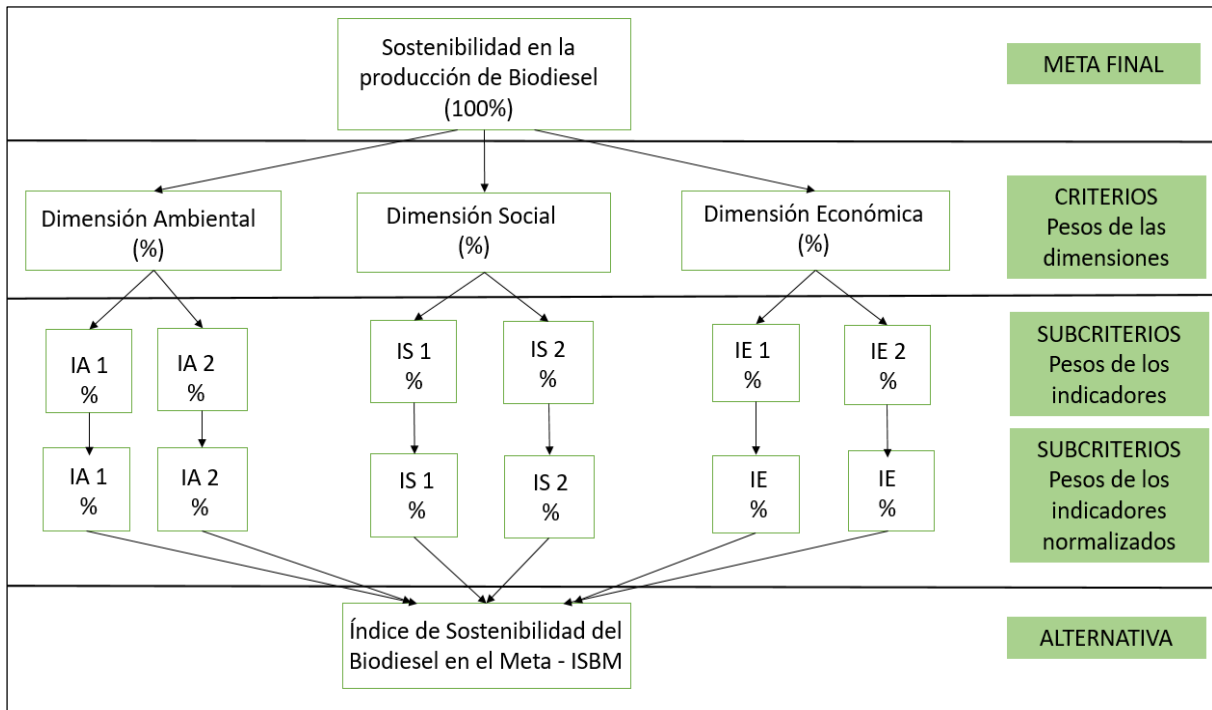 Sostenibilidad en la
producción de Biodiesel
(100%)
META FINAL
Dimensión Ambiental
(%)
Dimensión Social
(%)
Dimensión Económica
(%)
CRITERIOS
Pesos de las
dimensiones
IA 1
%
IA 2
%
IS 1
%
IS 2
%
IE 1
%
IE 2
%
SUBCRITERIOS
Pesos de los
indicadores
IA 1
%
IA 2
%
IS 1
%
IS 2
%
IE
%
IE
%
SUBCRITERIOS
Pesos de los
indicadores
normalizados
Índice de Sostenibilidad del
Biodiesel en el Meta - ISBM
ALTERNATIVA